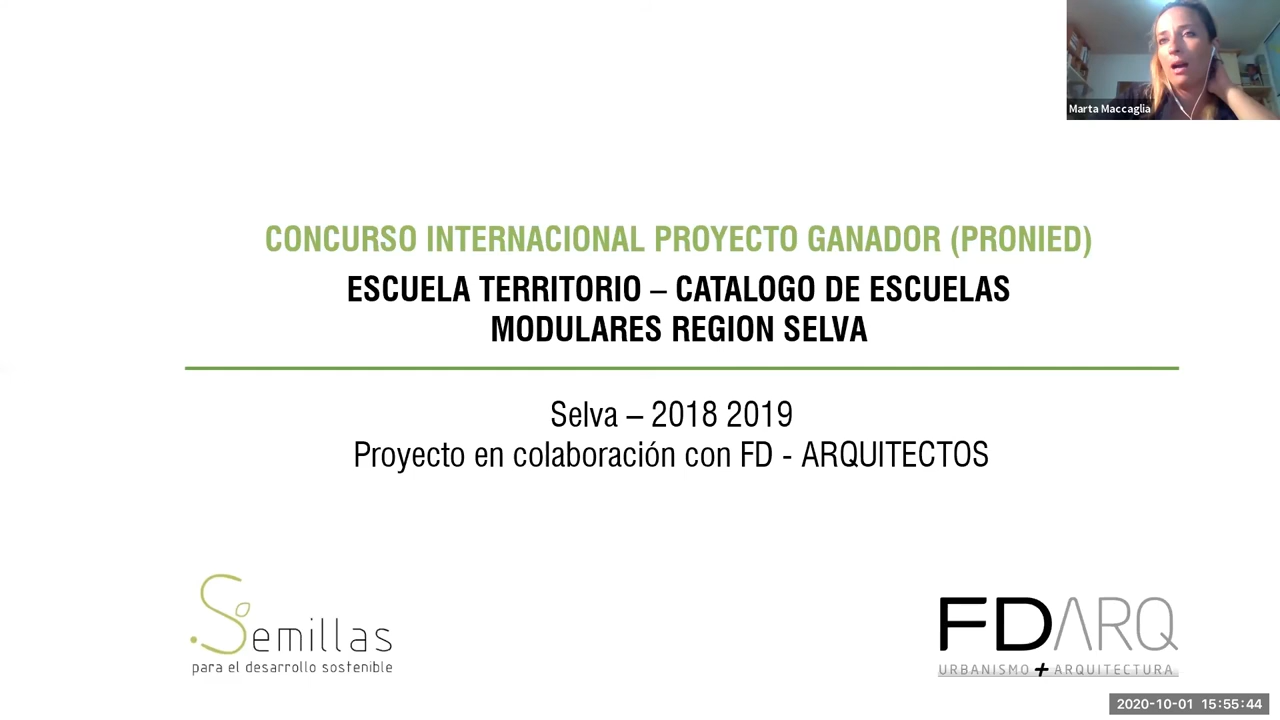 Marta Maccaglia
CONCURSO INTERNACIONAL PROYECTO GANADOR (PRONIED)
ESCUELA TERRITORIO – CATALOGO DE ESCUELAS
MODULARES REGION SELVA
Selva – 2018 2019
Proyecto en colaboración con FD - ARQUITECTOS
Semillas
para el desarrollo sostenible
FDARQ
URBANISMO + ARQUITECTURA
2020-10-01 15:55:44